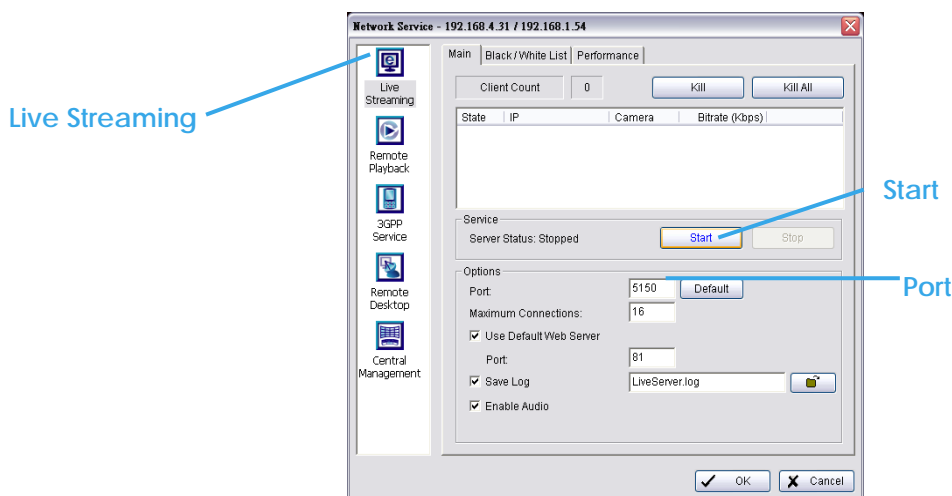 Network Service - 192.168.4.31 / 192.168.1.54
Live Streaming
Live
Streaming
Remote
Playback
3GPP
Service
Remote
Desktop
Central
Management
Main Black / White List Performance
Client Count 0 Kill Kill All
State IP Camera Bitrate (Kbps)
Service
Server Status: Stopped Start Stop
Start
Options
Port: 5150 Default
Port
Maximum Connections: 16
Use Default Web Server
Port: 81
Save Log LiveServer.log
Enable Audio
OK Cancel